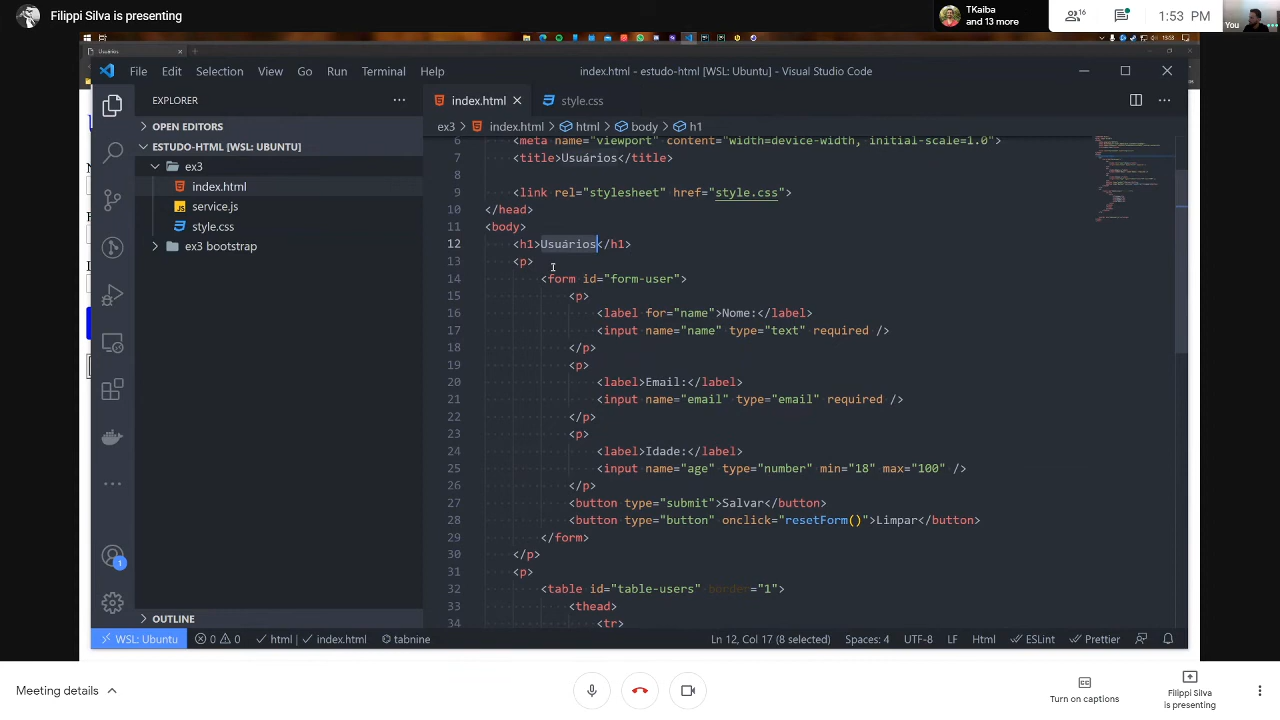 Filippi Silva is presenting
TKaiba
and 13 more
16
1:53 PM
You
Usuários
File Edit Selection View Go Run Terminal Help
index.html - estudo-html [WSL: Ubuntu] - Visual Studio Code
EXPLORER
OPEN EDITORS
ESTUDO-HTML [WSL: UBUNTU]
ex3
index.html
service.js
style.css
ex3 bootstrap
OUTLINE
index.html
style.css
ex3 > index.html > html > body > h1
6 <meta name="viewport" content="width=device-width, initial-scale=1.0">
7 <title>Usuários</title>
8
9 <link rel="stylesheet" href="style.css">
10 </head>
11 <body>
12 <h1>Usuários</h1>
13 <p>
14 <form id="form-user">
15 <p>
16 <label for="name">Nome:</label>
17 <input name="name" type="text" required />
18 </p>
19 <p>
20 <label>Email:</label>
21 <input name="email" type="email" required />
22 </p>
23 <p>
24 <label>Idade:</label>
25 <input name="age" type="number" min="18" max="100" />
26 </p>
27 <button type="submit">Salvar</button>
28 <button type="button" onclick="resetForm()">Limpar</button>
29 </form>
30 </p>
31 <p>
32 <table id="table-users" border="1">
33 <thead>
34 <tr>
1
WSL: Ubuntu 0 0 html index.html tabnine
Ln 12, Col 17 (8 selected) Spaces: 4 UTF-8 LF Html ESLint Prettier
Meeting details
Turn on captions
Filippi Silva
is presenting